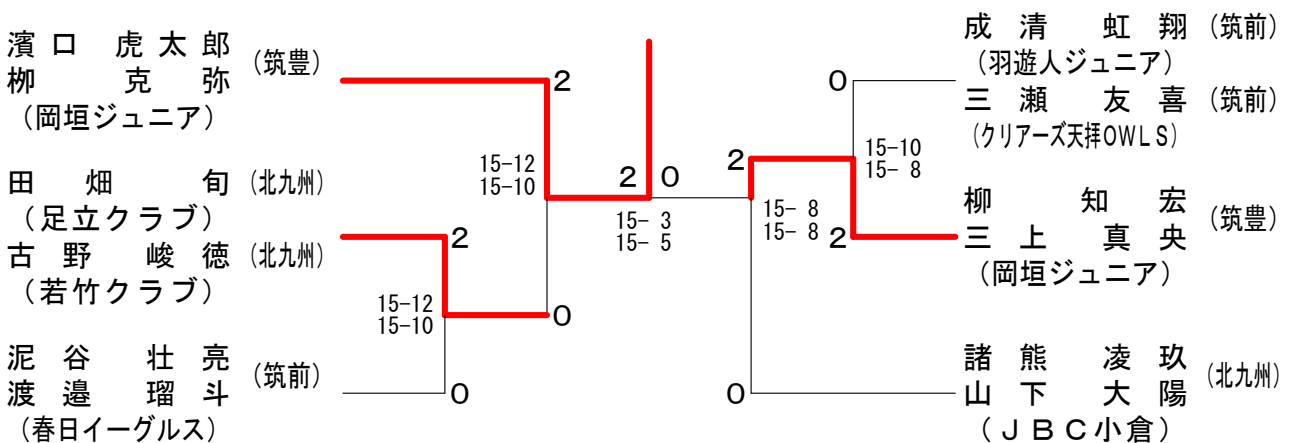 濱口 虎太郎 (筑豊)
柳 克弥
(岡垣ジュニア)
田畑 旬 (北九州)
(足立クラブ)
古野 峻徳 (北九州)
(若竹クラブ)
泥谷 壮亮 (筑前)
渡邉 瑠斗
(春日イーグルス)
2
15-12
15-10
2
15-12
15-10
0
0
2 0
15- 3
15- 5
2
15- 8
15- 8
0
15-10
15- 8
2
0
成清 虹翔 (筑前)
(羽遊人ジュニア)
三瀬 友喜 (筑前)
(クリアーズ天拝OWLS)
柳 知宏 (筑豊)
三上 真央
(岡垣ジュニア)
諸熊 凌玖 (北九州)
山下 大陽
(JBC小倉)